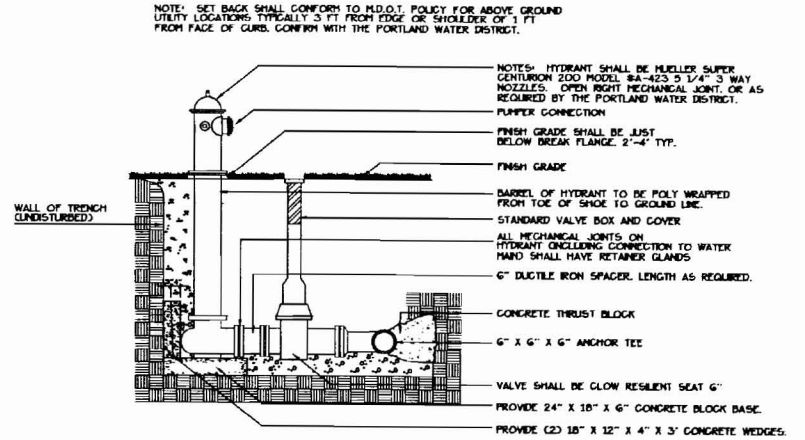 NOTE: SET BACK SHALL CONFORM TO M.D.O.T. POLICY FOR ABOVE GROUND
UTILITY LOCATIONS TYPICALLY 3 FT FROM EDGE OR SHOULDER OF 1 FT
FROM FACE OF CURB. CONFIRM WITH THE PORTLAND WATER DISTRICT.
NOTES: HYDRANT SHALL BE MUELLER SUPER
CENTURION 200 MODEL #A-423 5 1/4" 3 WAY
NOZZLES. OPEN RIGHT MECHANICAL JOINT. OR AS
REQUIRED BY THE PORTLAND WATER DISTRICT.
PUMPER CONNECTION
FINISH GRADE SHALL BE JUST
BELOW BREAK FLANGE. 2'-4" TYP.
FINISH GRADE
BARREL OF HYDRANT TO BE POLY WRAPPED
FROM TOE OF SHOE TO GROUND LINE.
WALL OF TRENCH
(UNDISTURBED)
STANDARD VALVE BOX AND COVER
ALL MECHANICAL JOINTS ON
HYDRANT (INCLUDING CONNECTION TO WATER
MAIN) SHALL HAVE RETAINER GLANDS
6" DUCTILE IRON SPACER. LENGTH AS REQUIRED.
CONCRETE THRUST BLOCK
6" X 6" X 6" ANCHOR TEE
VALVE SHALL BE CLOW RESILIENT SEAT 6"
PROVIDE 24" X 18" X 6" CONCRETE BLOCK BASE.
PROVIDE (2) 18" X 12" X 4" X 3' CONCRETE WEDGES.